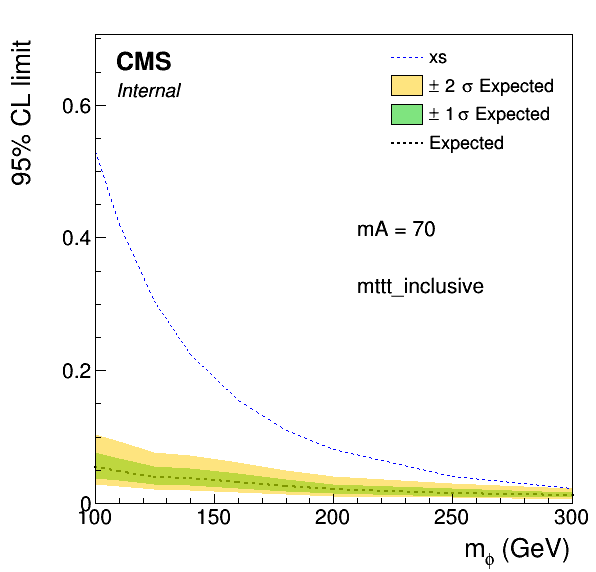 95% CL limit
CMS
Internal
xs
± 2 σ Expected
± 1 σ Expected
Expected
mA = 70
mttt_inclusive
0.6
0.4
0.2
0
100 150 200 250 300
mϕ (GeV)